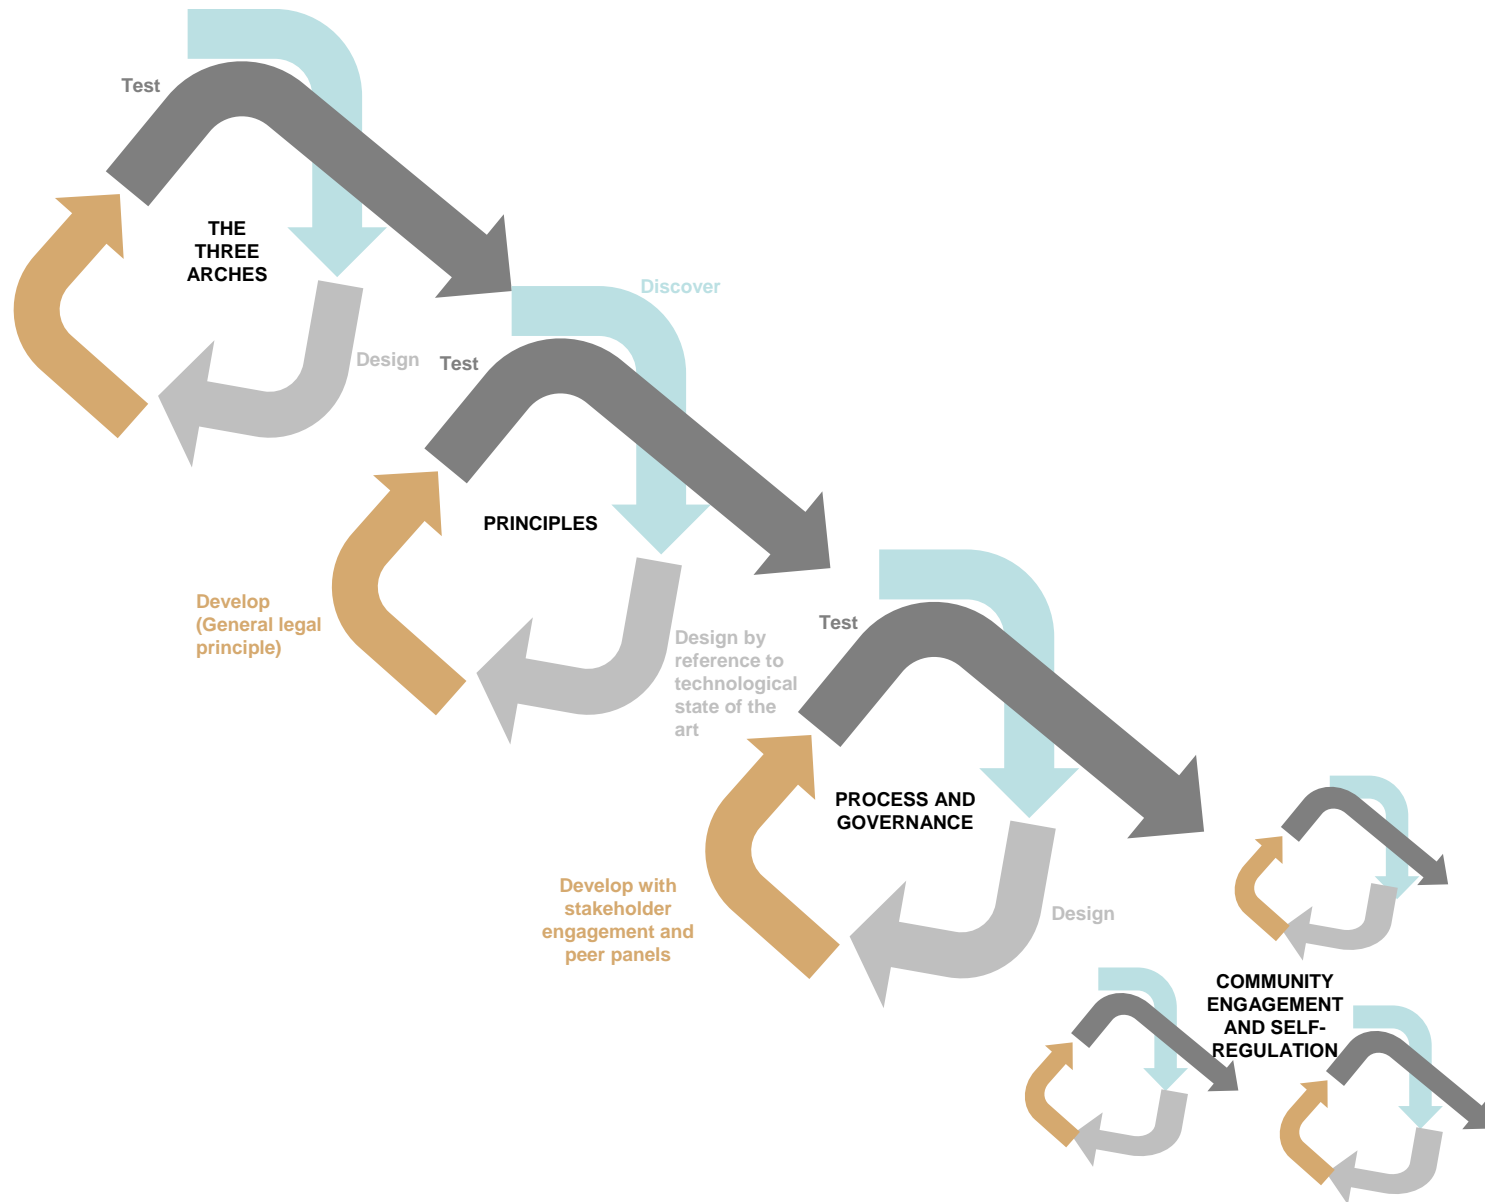 Test
THE
THREE
ARCHES
Design
Discover
Test
PRINCIPLES
Develop
(General legal
principle)
Design by
reference to
technological
state of the
art
Test
PROCESS AND
GOVERNANCE
Develop with
stakeholder
engagement and
peer panels
Design
COMMUNITY
ENGAGEMENT
AND SELF-
REGULATION